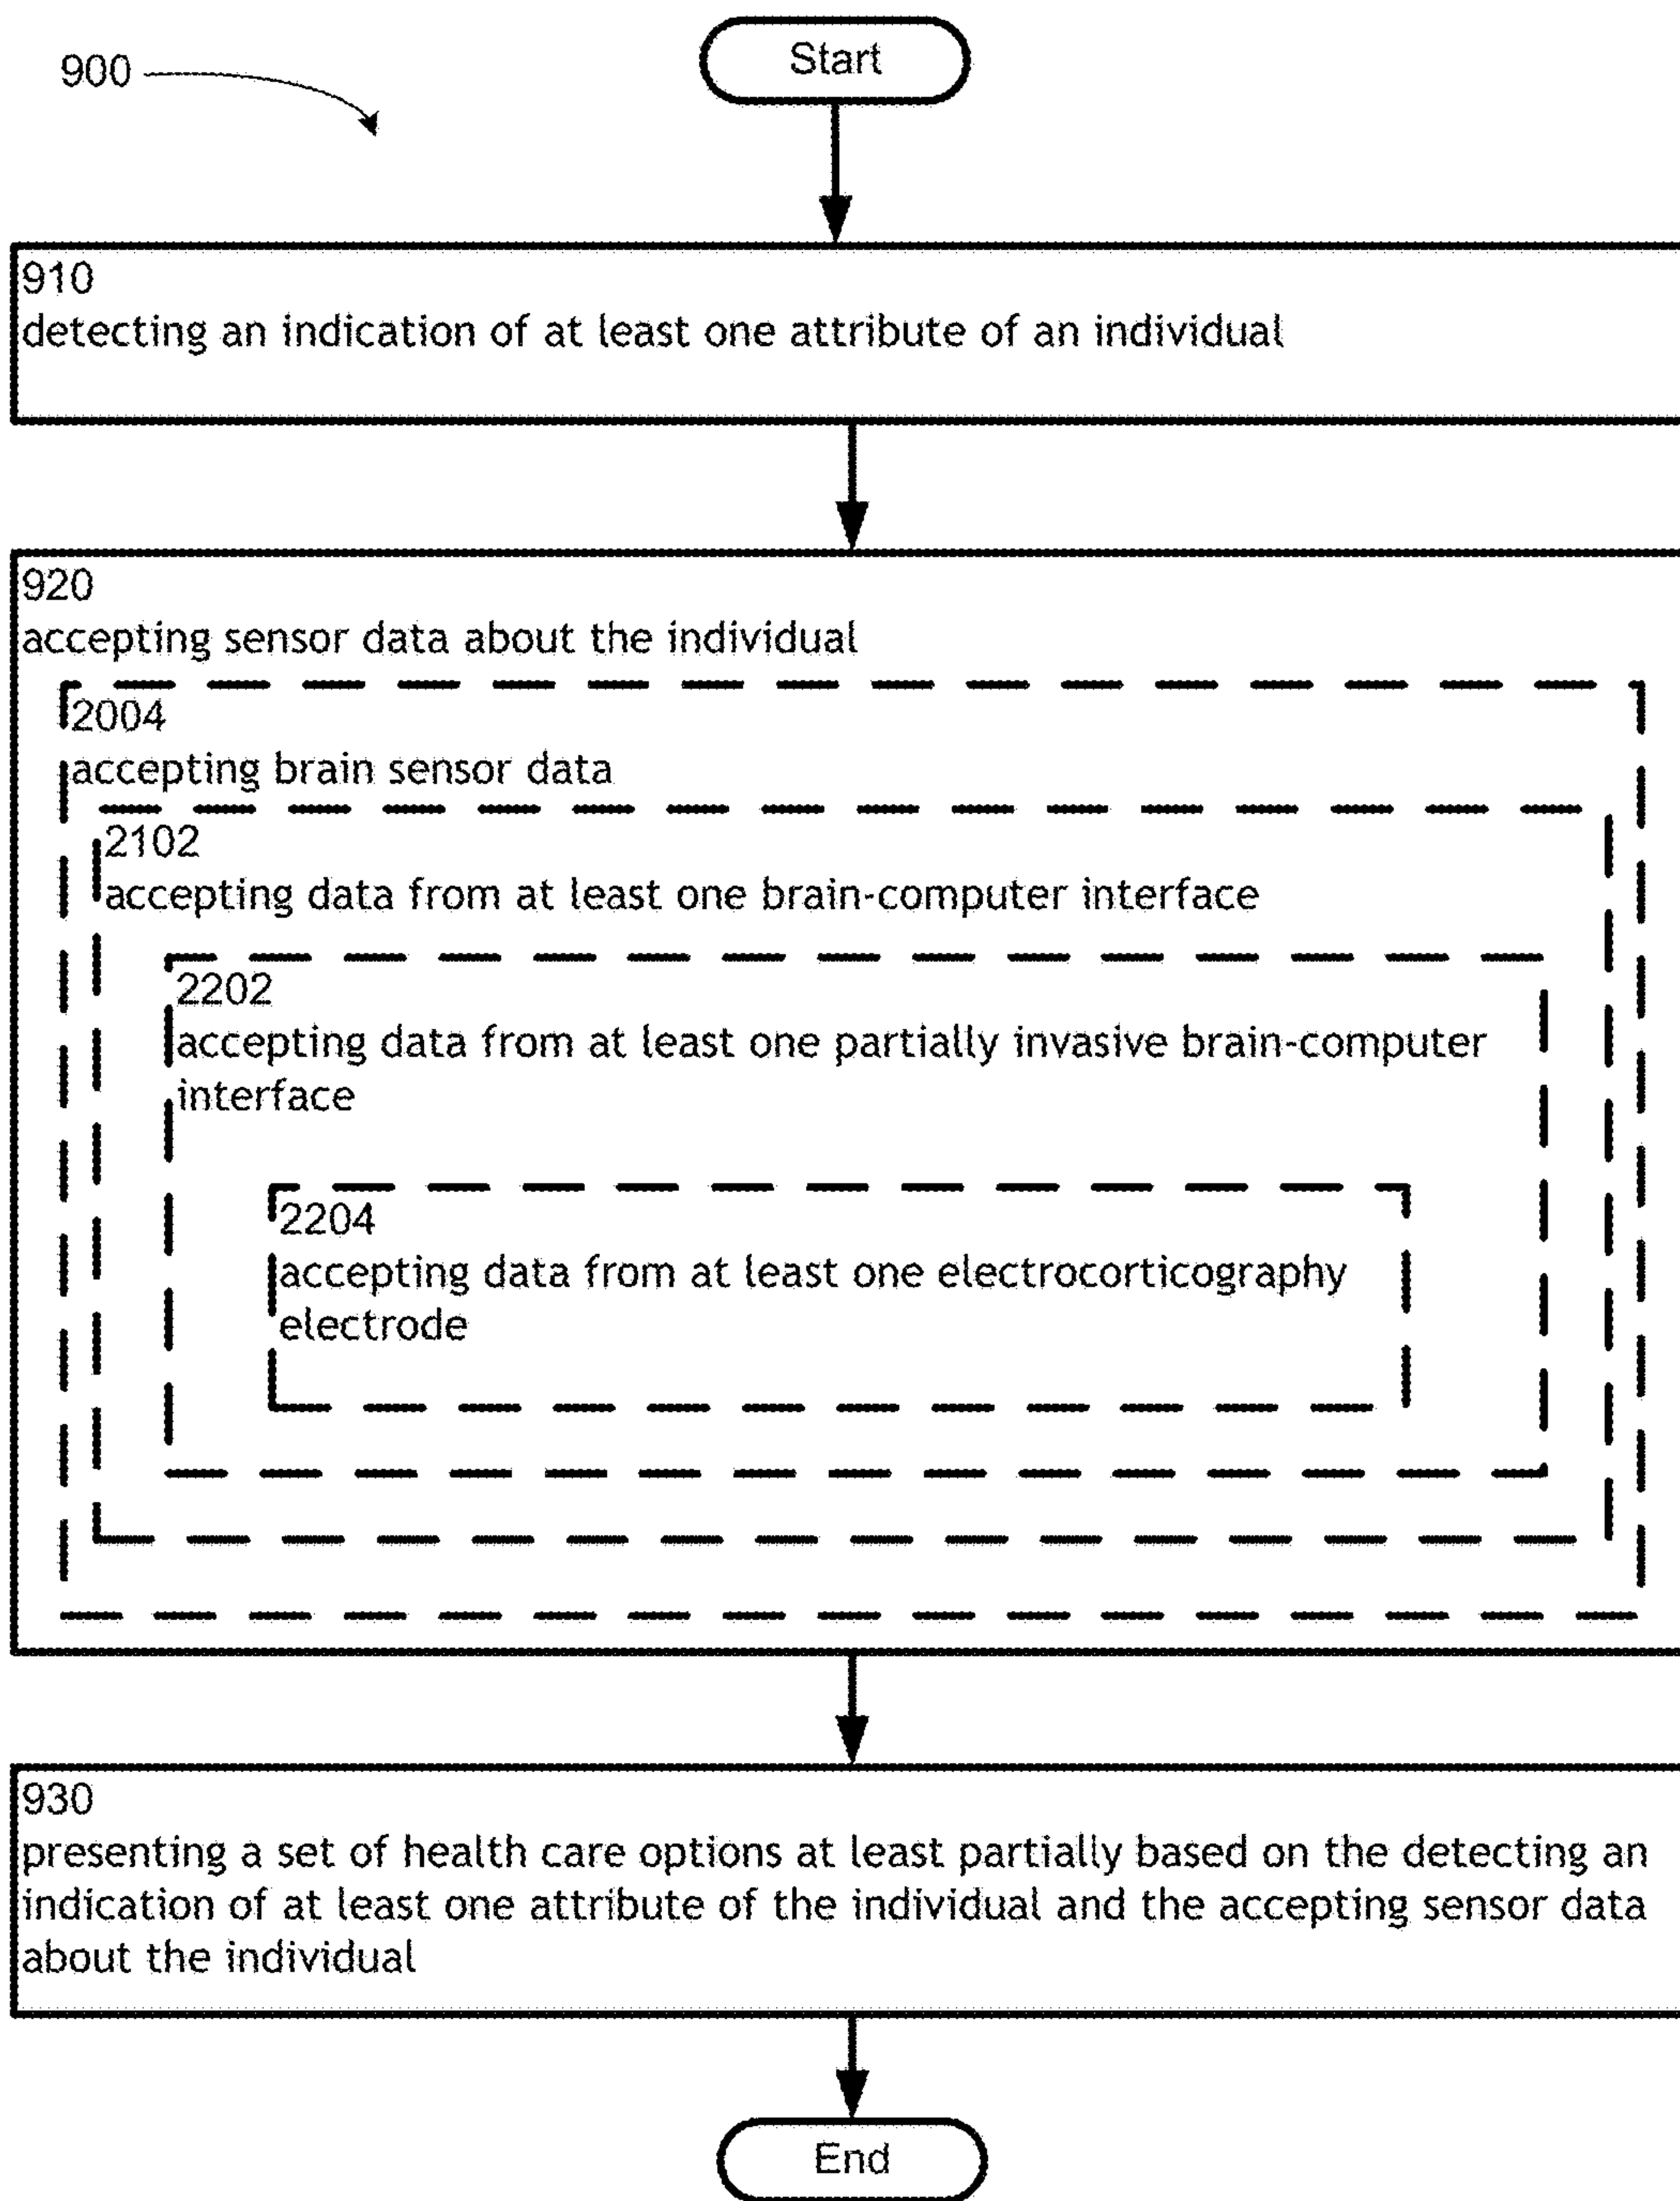 Start
900
910
detecting an indication of at least one attribute of an individual
920
accepting sensor data about the individual
2004
accepting brain sensor data
2102
accepting data from at least one brain-computer interface
2202
accepting data from at least one partially invasive brain-computer
interface
2204
accepting data from at least one electrocorticography
electrode
930
presenting a set of health care options at least partially based on the detecting an
indication of at least one attribute of the individual and the accepting sensor data
about the individual
End